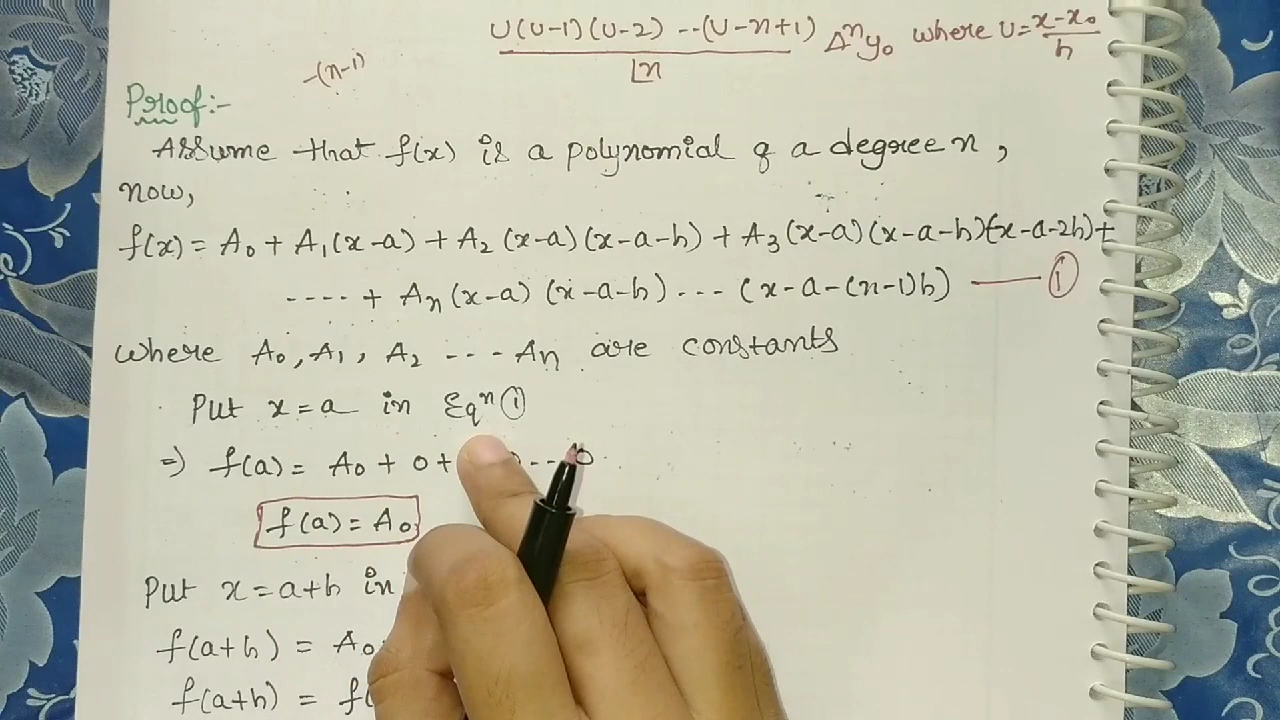 U(U-1)(U-2) --(U-n+1) Δⁿy₀ where U = x-x₀
⌊n h
-(n-1)
Proof:-
Assume that f(x) is a polynomial of a degree n,
now,
f(x) = A₀ + A₁(x-a) + A₂ (x-a)(x-a-h) + A₃(x-a)(x-a-h)(x-a-2h)+
---- + Aₙ(x-a) (x-a-h)--- (x-a-(n-1)h) —— ①
where A₀, A₁, A₂ --- Aₙ are constants
Put x=a in Eqⁿ①
⇒ f(a) = A₀ + 0 + --- 0
f(a) = A₀
Put x=a+h in
f(a+h) = A₀
f(a+h) =